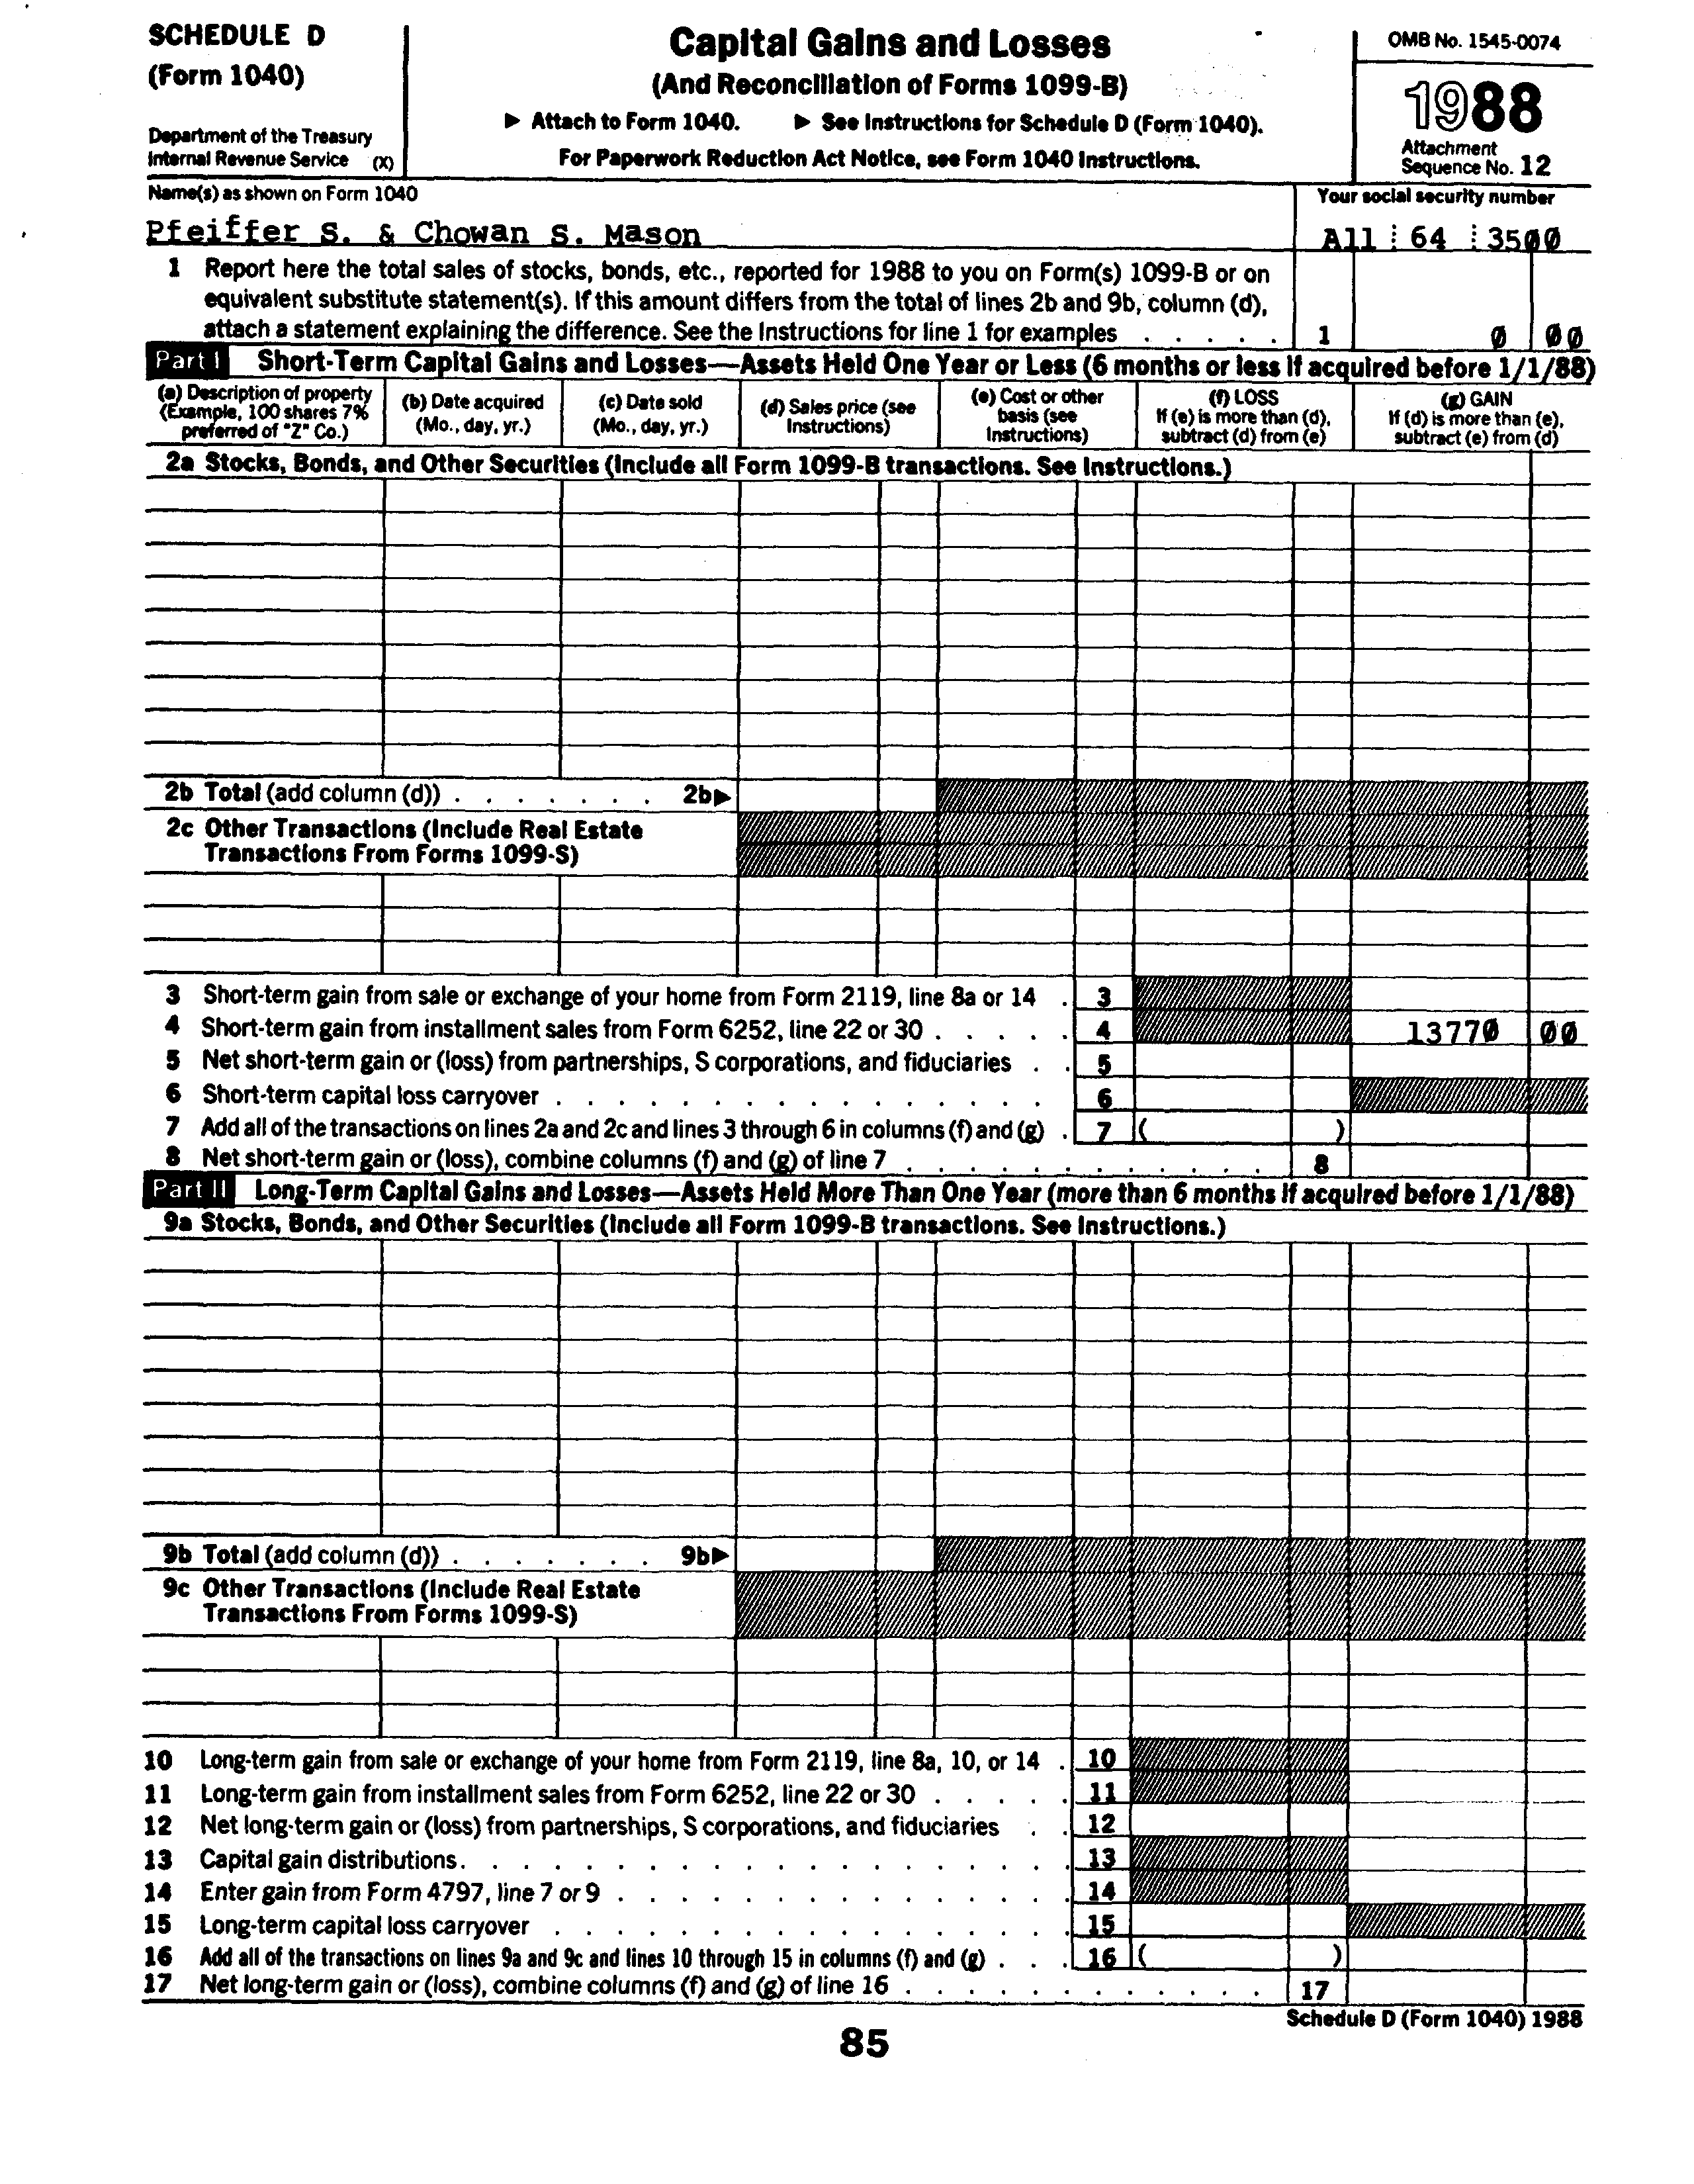 SCHEDULE D
(Form 1040)
Department of the Treasury
Internal Revenue Service (X)
Capital Gains and Losses
(And Reconciliation of Forms 1099-B)
▶ Attach to Form 1040. ▶ See Instructions for Schedule D (Form 1040).
For Paperwork Reduction Act Notice, see Form 1040 Instructions.
OMB No. 1545-0074
1988
Attachment
Sequence No. 12
Name(s) as shown on Form 1040
Your social security number
Pfeiffer S. & Chowan S. Mason
A11 64 3500
1 Report here the total sales of stocks, bonds, etc., reported for 1988 to you on Form(s) 1099-B or on
equivalent substitute statement(s). If this amount differs from the total of lines 2b and 9b, column (d),
attach a statement explaining the difference. See the Instructions for line 1 for examples . . . . . 1 0 00
Part I Short-Term Capital Gains and Losses—Assets Held One Year or Less (6 months or less if acquired before 1/1/88)
(a) Description of property
(Example, 100 shares 7%
preferred of "Z" Co.)
(b) Date acquired
(Mo., day, yr.)
(c) Date sold
(Mo., day, yr.)
(d) Sales price (see
Instructions)
(e) Cost or other
basis (see
Instructions)
(f) LOSS
If (e) is more than (d),
subtract (d) from (e)
(g) GAIN
If (d) is more than (e),
subtract (e) from (d)
2a Stocks, Bonds, and Other Securities (Include all Form 1099-B transactions. See Instructions.)
2b Total (add column (d)) . . . . . . . 2b▶
2c Other Transactions (Include Real Estate
Transactions From Forms 1099-S)
3 Short-term gain from sale or exchange of your home from Form 2119, line 8a or 14 . 3
4 Short-term gain from installment sales from Form 6252, line 22 or 30 . . . . . 4 13770 00
5 Net short-term gain or (loss) from partnerships, S corporations, and fiduciaries . . 5
6 Short-term capital loss carryover . . . . . . . . . . . . . . . . 6
7 Add all of the transactions on lines 2a and 2c and lines 3 through 6 in columns (f) and (g) . 7 ( )
8 Net short-term gain or (loss), combine columns (f) and (g) of line 7 . . . . . . . . . . 8
Part II Long-Term Capital Gains and Losses—Assets Held More Than One Year (more than 6 months if acquired before 1/1/88)
9a Stocks, Bonds, and Other Securities (Include all Form 1099-B transactions. See Instructions.)
9b Total (add column (d)) . . . . . . . 9b▶
9c Other Transactions (Include Real Estate
Transactions From Forms 1099-S)
10 Long-term gain from sale or exchange of your home from Form 2119, line 8a, 10, or 14 . 10
11 Long-term gain from installment sales from Form 6252, line 22 or 30 . . . . . 11
12 Net long-term gain or (loss) from partnerships, S corporations, and fiduciaries . . 12
13 Capital gain distributions. . . . . . . . . . . . . . . . . . . . 13
14 Enter gain from Form 4797, line 7 or 9 . . . . . . . . . . . . . . 14
15 Long-term capital loss carryover . . . . . . . . . . . . . . . . . 15
16 Add all of the transactions on lines 9a and 9c and lines 10 through 15 in columns (f) and (g) . . . 16 ( )
17 Net long-term gain or (loss), combine columns (f) and (g) of line 16 . . . . . . . . . . . 17
Schedule D (Form 1040) 1988
85